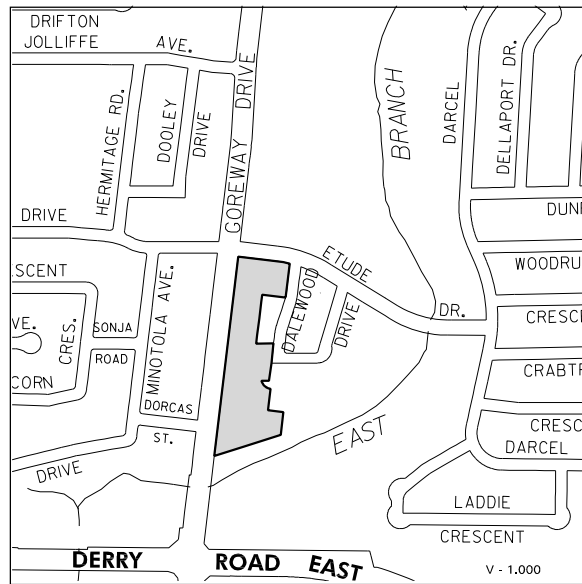 DRIFTON
JOLLIFFE AVE.
HERMITAGE RD.
DOOLEY
DRIVE
GOREWAY DRIVE
BRANCH
DARCEL
DELLAPORT DR.
DRIVE
ETUDE
DR.
WOODRU
SCENT
VE.
CRES.
SONJA
ROAD
MINOTOLA AVE.
DALEWOOD
DRIVE
CRESCE
CRABTR
CORN
DORCAS
ST.
EAST
CRESC
DARCEL
DRIVE
LADDIE
CRESCENT
DERRY ROAD EAST
V - 1.000